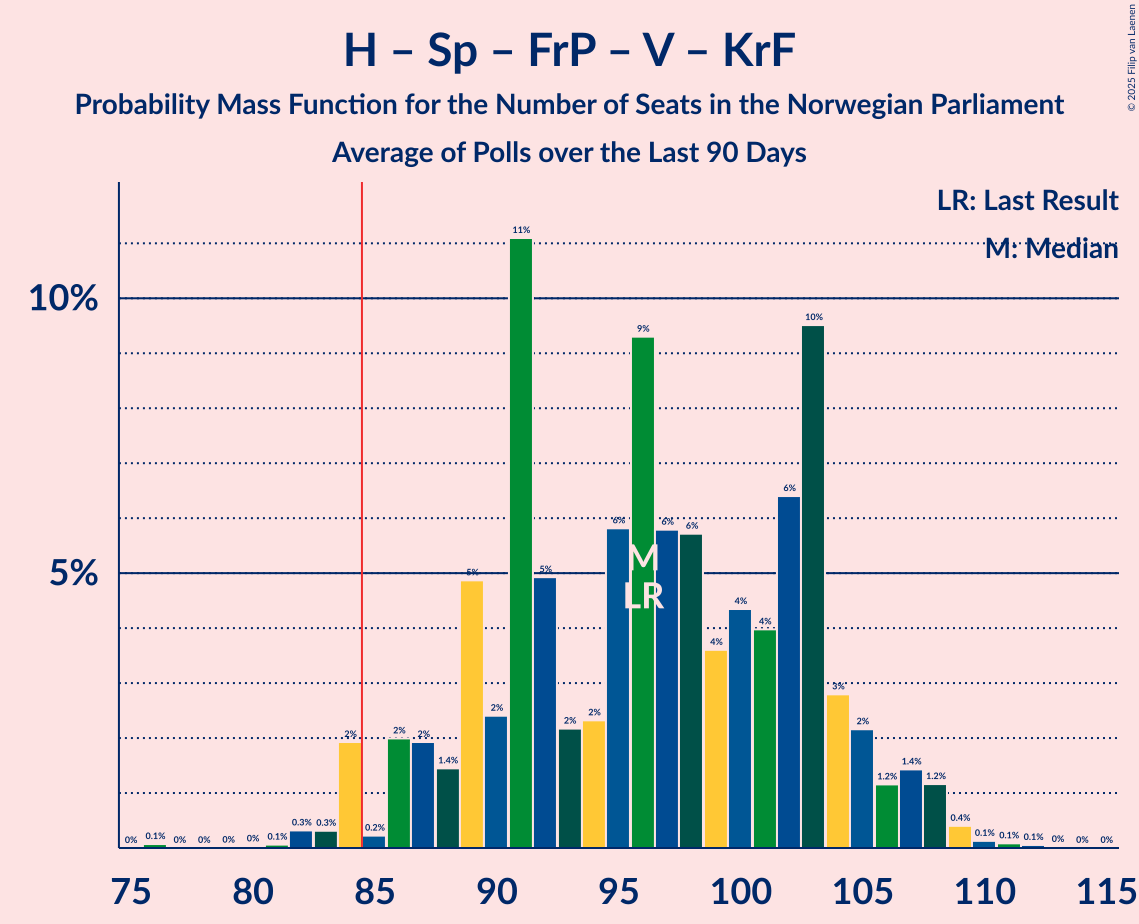 H – Sp – FrP – V – KrF
Probability Mass Function for the Number of Seats in the Norwegian Parliament
Average of Polls over the Last 90 Days
© 2025 Filip van Laenen
LR: Last Result
M: Median
10%
5%
0% 0.1% 0% 0% 0% 0% 0.1% 0.3% 0.3% 2% 0.2% 2% 2% 1.4% 5% 2% 11% 5% 2% 2% 6% 9% 6% 6% 4% 4% 4% 6% 10% 3% 2% 1.2% 1.4% 1.2% 0.4% 0.1% 0.1% 0.1% 0% 0% 0%
M
LR
75 80 85 90 95 100 105 110 115